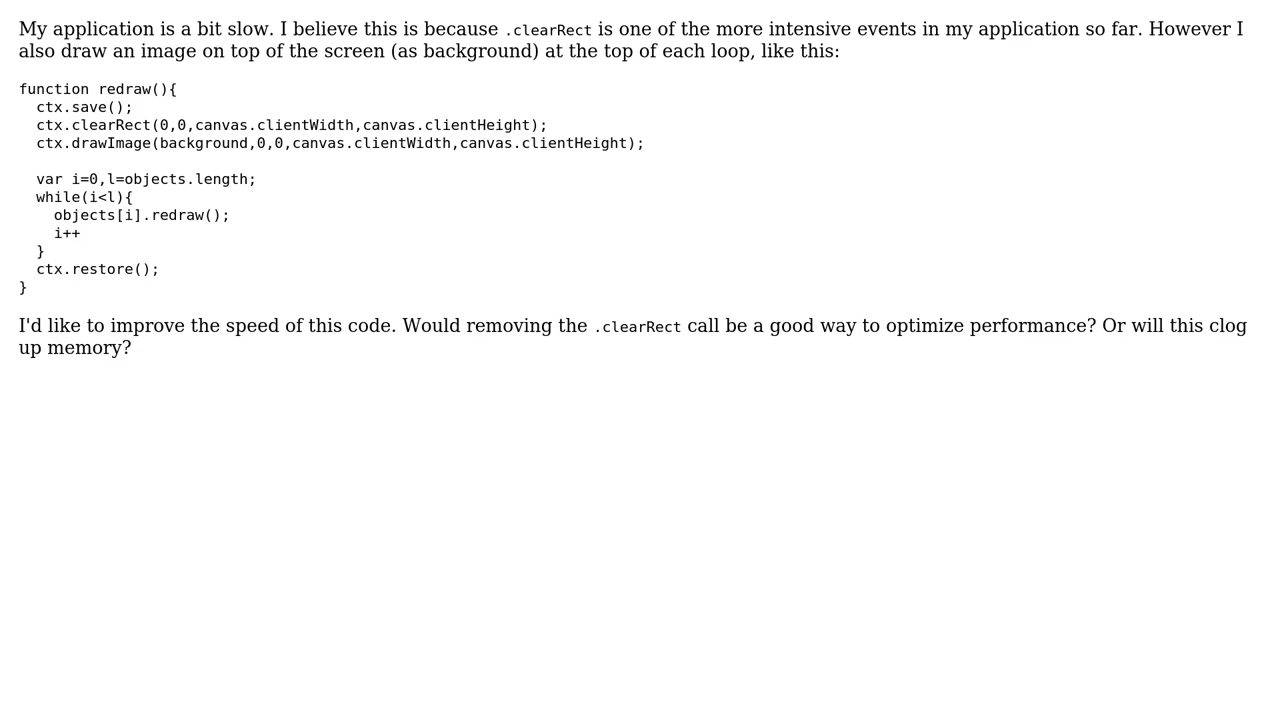 My application is a bit slow. I believe this is because .clearRect is one of the more intensive events in my application so far. However I
also draw an image on top of the screen (as background) at the top of each loop, like this:
function redraw(){
  ctx.save();
  ctx.clearRect(0,0,canvas.clientWidth,canvas.clientHeight);
  ctx.drawImage(background,0,0,canvas.clientWidth,canvas.clientHeight);
  var i=0,l=objects.length;
  while(i<l){
    objects[i].redraw();
    i++
  }
  ctx.restore();
}
I'd like to improve the speed of this code. Would removing the .clearRect call be a good way to optimize performance? Or will this clog
up memory?